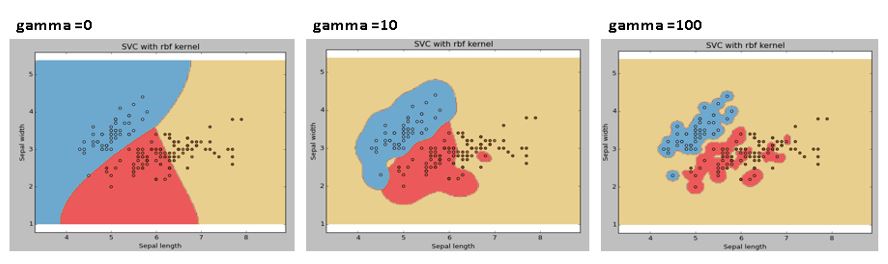 gamma =0
SVC with rbf kernel
Sepal width
5
4
3
2
1
4
5
6
7
8
Sepal length
gamma =10
SVC with rbf kernel
Sepal width
5
4
3
2
1
4
5
6
7
8
Sepal length
gamma =100
SVC with rbf kernel
Sepal width
5
4
3
2
1
4
5
6
7
8
Sepal length